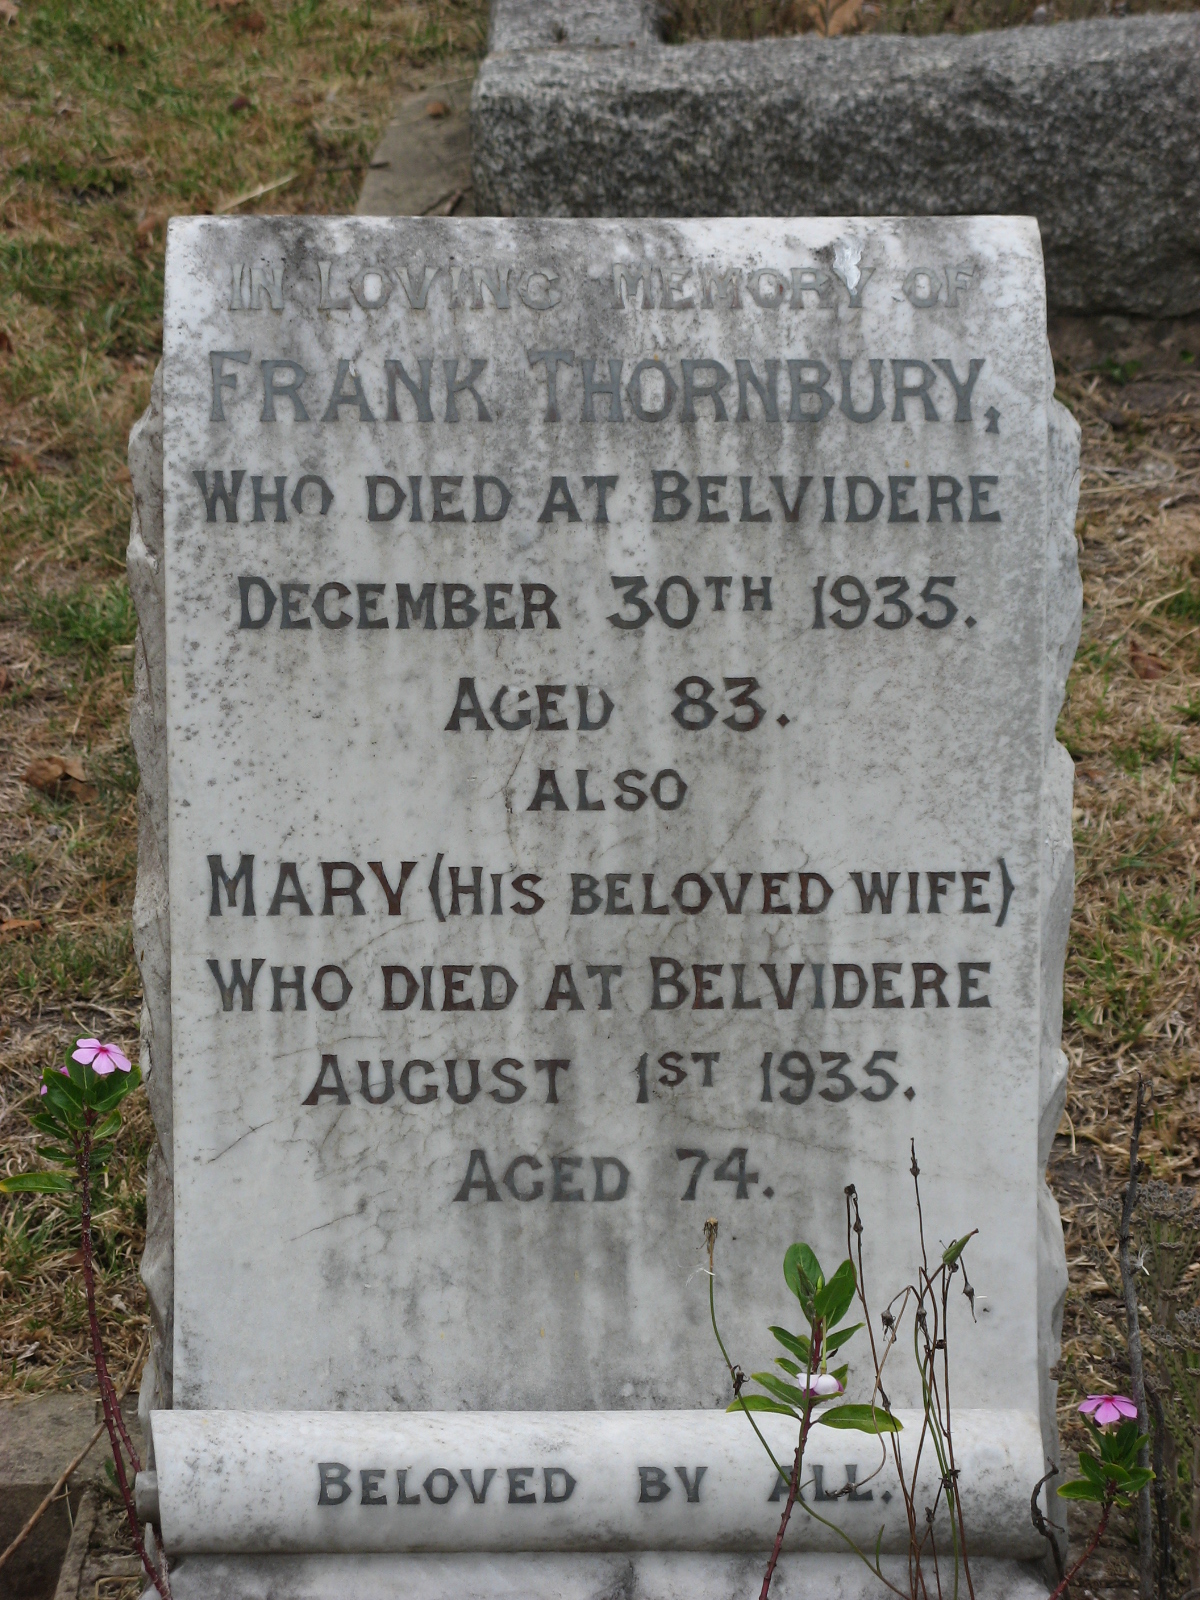 IN LOVING MEMORY OF
FRANK THORNBURY,
WHO DIED AT BELVIDERE
DECEMBER 30TH 1935.
AGED 83.
ALSO
MARY (HIS BELOVED WIFE)
WHO DIED AT BELVIDERE
AUGUST 1ST 1935.
AGED 74.
BELOVED BY ALL.